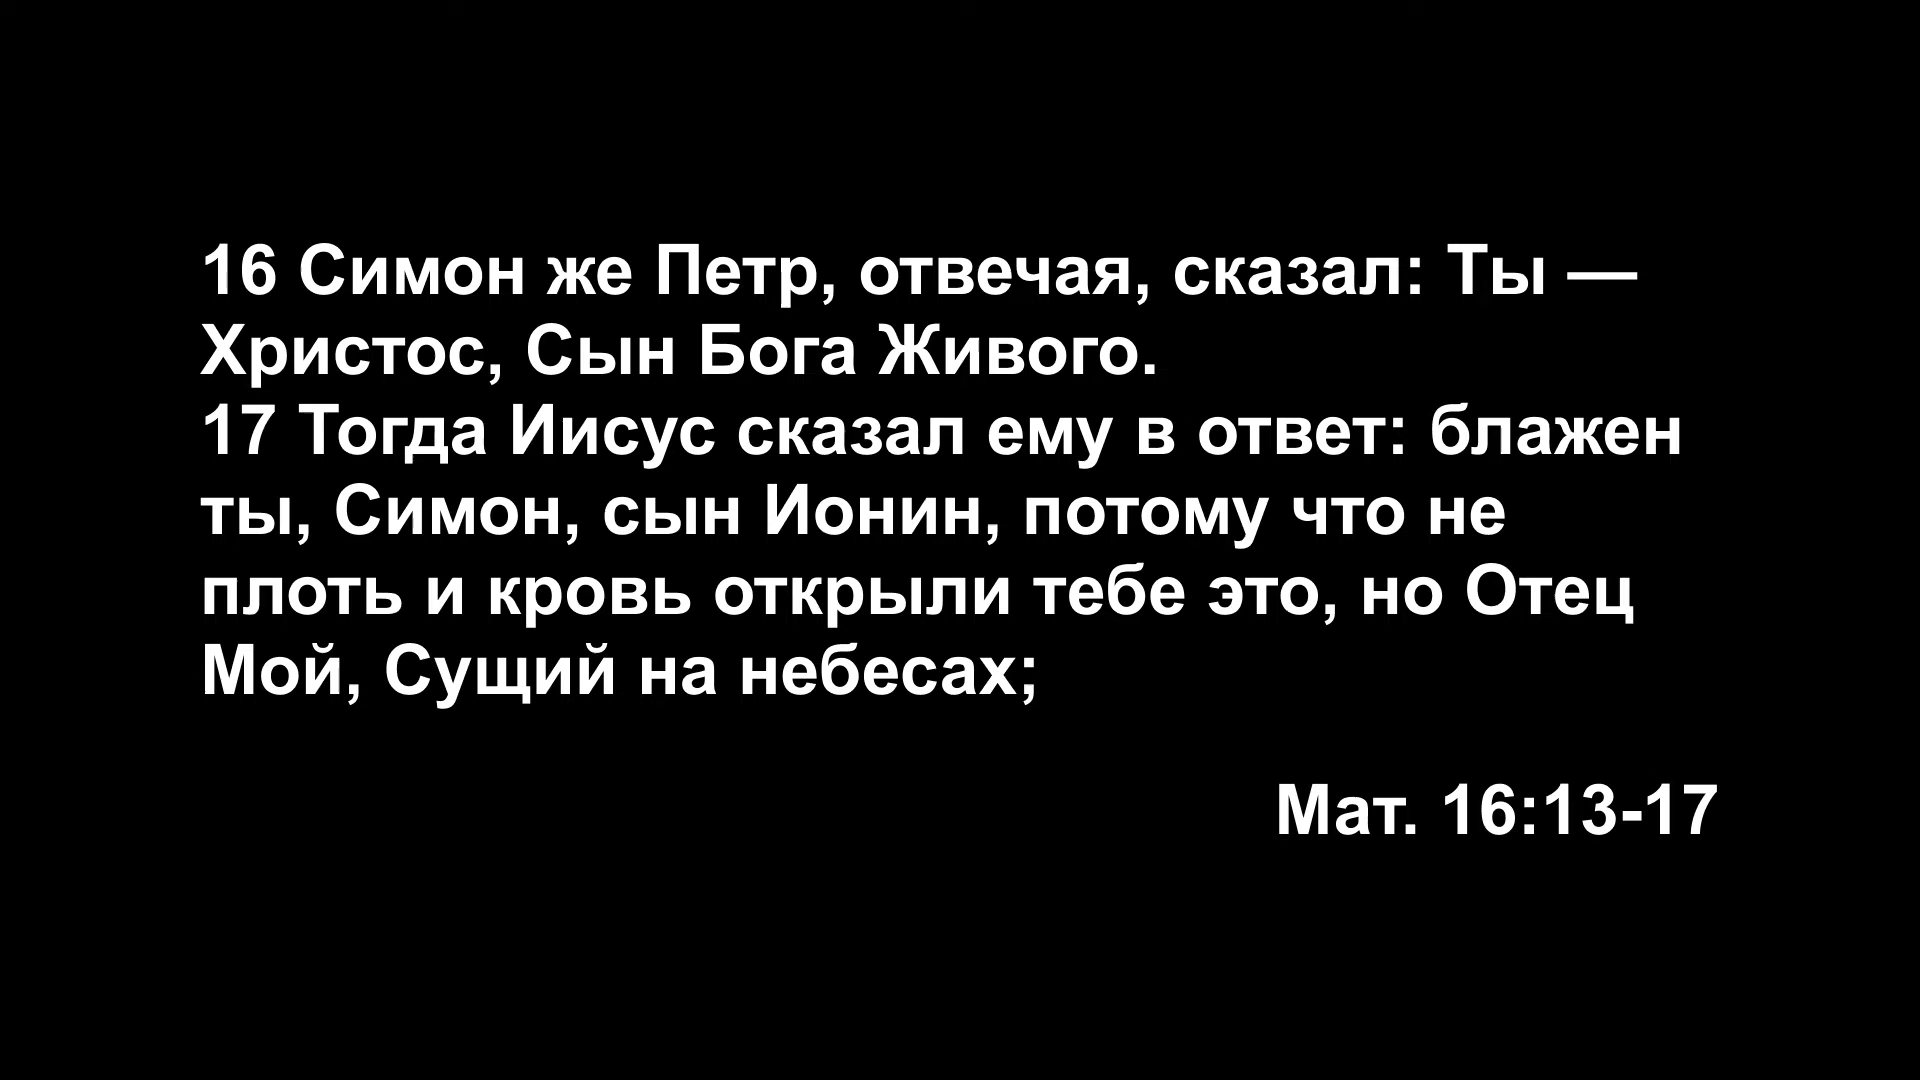 16 Симон же Петр, отвечая, сказал: Ты —
Христос, Сын Бога Живого.
17 Тогда Иисус сказал ему в ответ: блажен
ты, Симон, сын Ионин, потому что не
плоть и кровь открыли тебе это, но Отец
Мой, Сущий на небесах;
Мат. 16:13-17